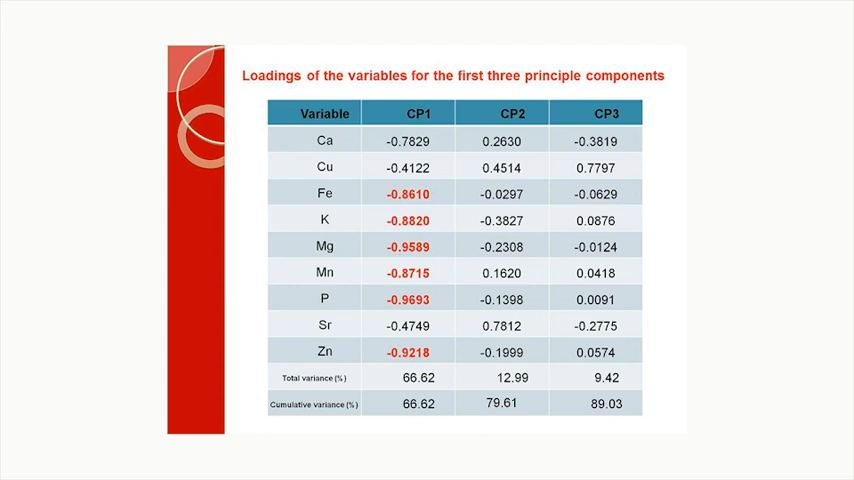 Loadings of the variables for the first three principle components
Variable CP1 CP2 CP3
Ca -0.7829 0.2630 -0.3819
Cu -0.4122 0.4514 0.7797
Fe -0.8610 -0.0297 -0.0629
K -0.8820 -0.3827 0.0876
Mg -0.9589 -0.2308 -0.0124
Mn -0.8715 0.1620 0.0418
P -0.9693 -0.1398 0.0091
Sr -0.4749 0.7812 -0.2775
Zn -0.9218 -0.1999 0.0574
Total variance (%) 66.62 12.99 9.42
Cumulative variance (%) 66.62 79.61 89.03